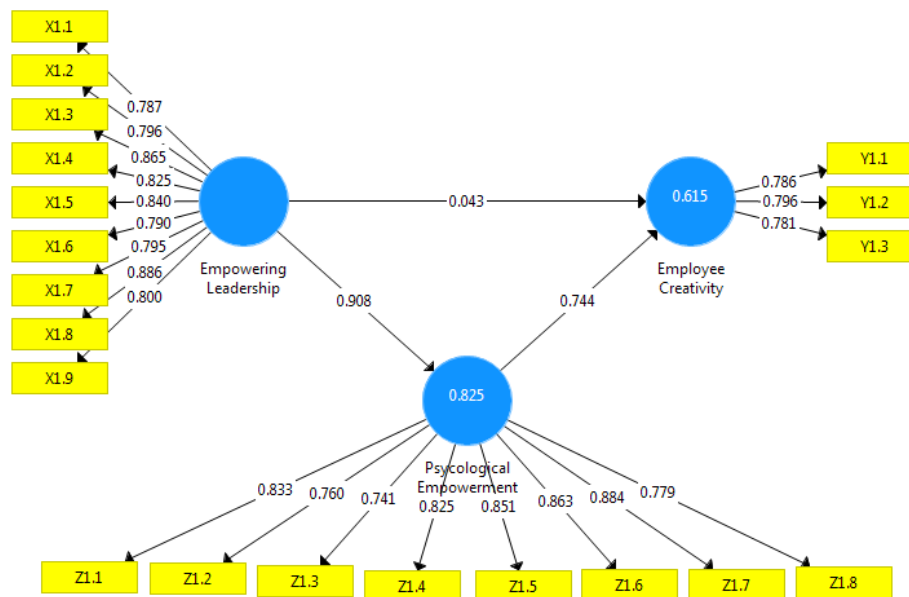 X1.1
X1.2
X1.3
X1.4
X1.5
X1.6
X1.7
X1.8
X1.9
0.787
0.796
0.865
0.825
0.840
0.790
0.795
0.886
0.800
Empowering
Leadership
0.043
0.615
Employee
Creativity
0.786
0.796
0.781
Y1.1
Y1.2
Y1.3
0.908
0.744
0.825
Psycological
Empowerment
0.833
0.760
0.741
0.825
0.851
0.863
0.884
0.779
Z1.1
Z1.2
Z1.3
Z1.4
Z1.5
Z1.6
Z1.7
Z1.8